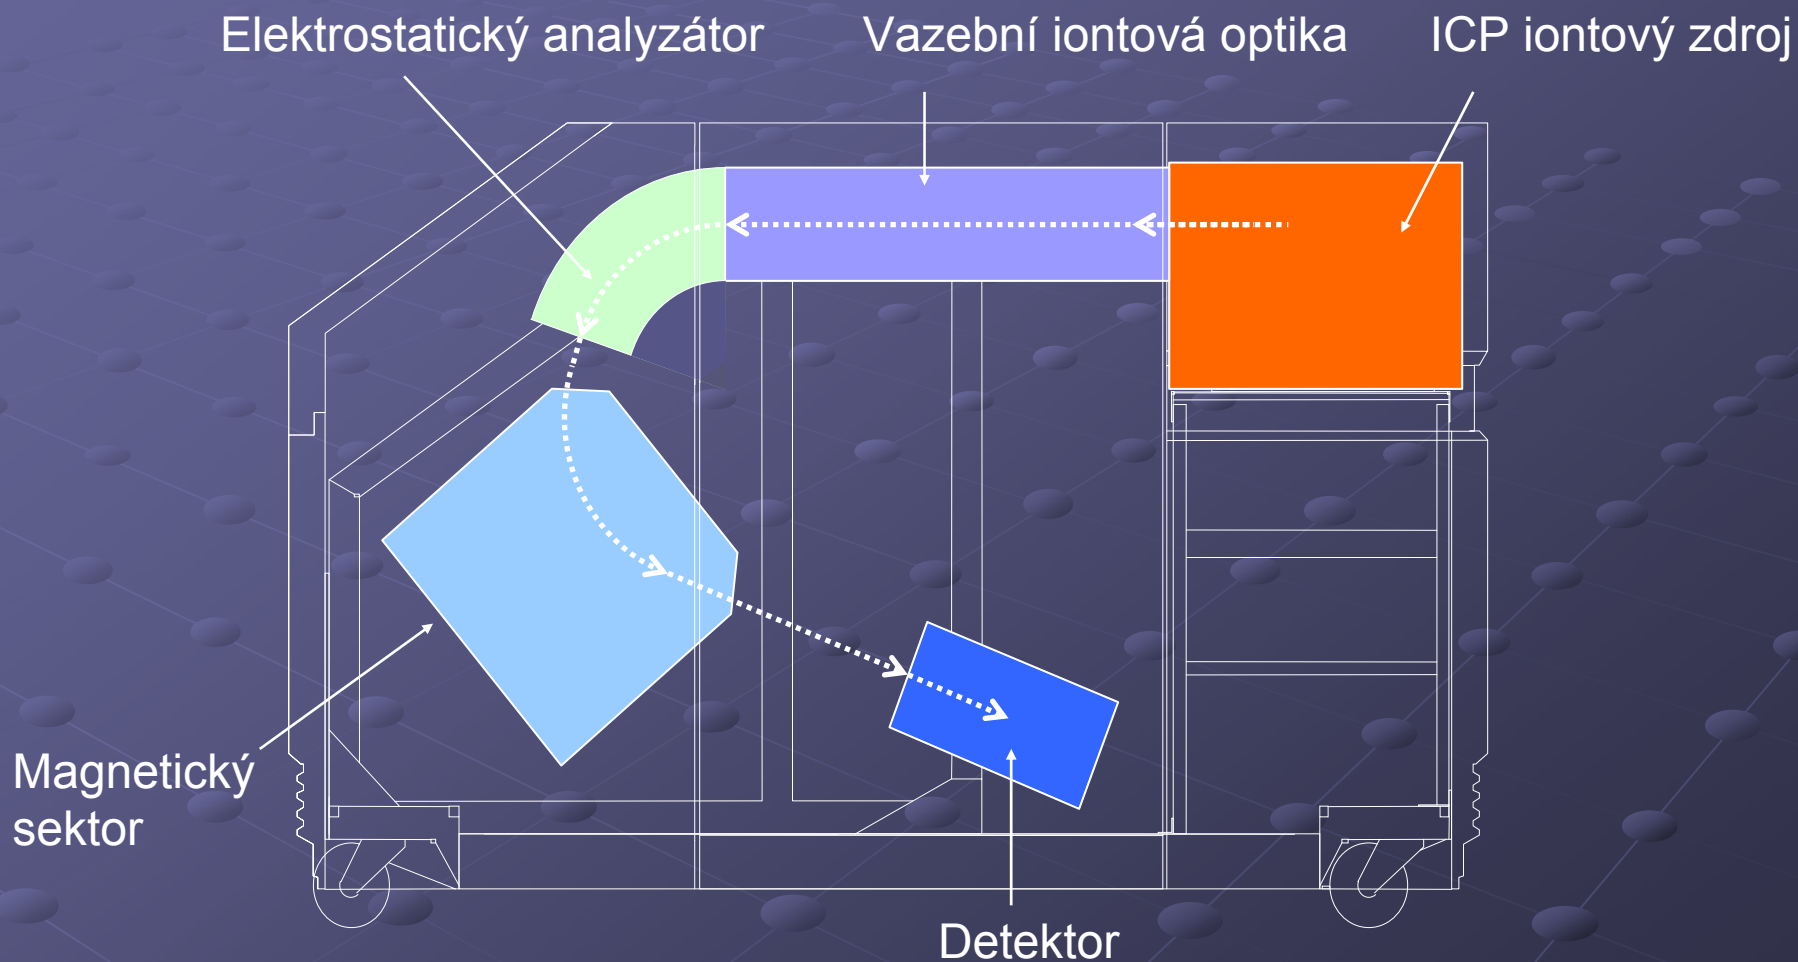 Elektrostatický analyzátor
Vazební iontová optika
ICP iontový zdroj
Magnetický
sektor
Detektor